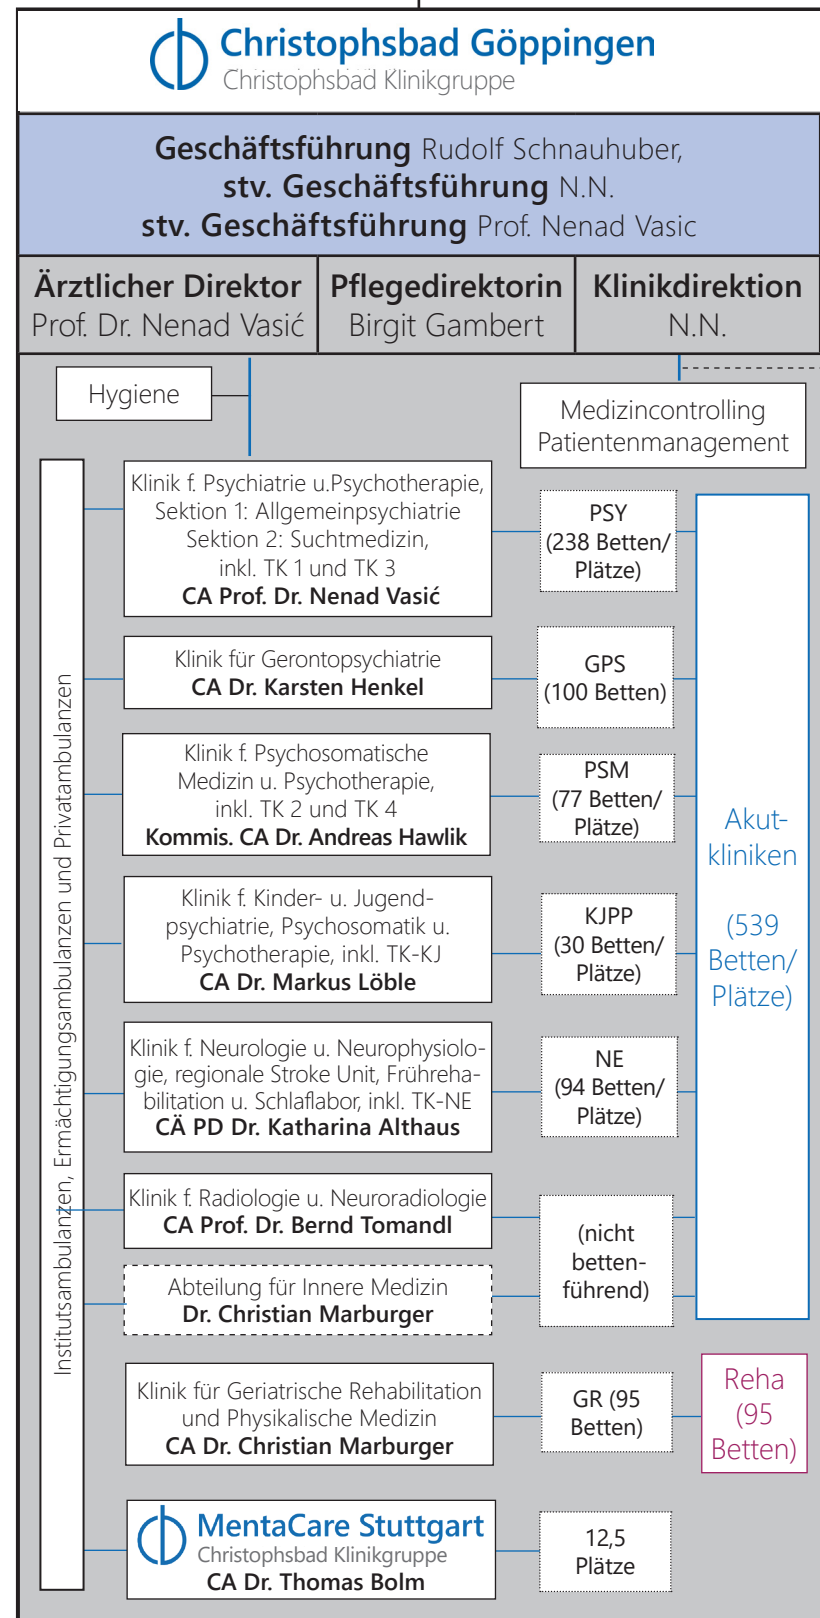 Christophsbad Göppingen
Christophsbad Klinikgruppe
Geschäftsführung Rudolf Schnauhuber,
stv. Geschäftsführung N.N.
stv. Geschäftsführung Prof. Nenad Vasic
Ärztlicher Direktor
Prof. Dr. Nenad Vasić
Pflegedirektorin
Birgit Gambert
Klinikdirektion
N.N.
Hygiene
Medizincontrolling
Patientenmanagement
Institutsambulanzen, Ermächtigungsambulanzen und Privatambulanzen
Klinik f. Psychiatrie u.Psychotherapie,
Sektion 1: Allgemeinpsychiatrie
Sektion 2: Suchtmedizin,
inkl. TK 1 und TK 3
CA Prof. Dr. Nenad Vasić
PSY
(238 Betten/
Plätze)
Klinik für Gerontopsychiatrie
CA Dr. Karsten Henkel
GPS
(100 Betten)
Klinik f. Psychosomatische
Medizin u. Psychotherapie,
inkl. TK 2 und TK 4
Kommis. CA Dr. Andreas Hawlik
PSM
(77 Betten/
Plätze)
Klinik f. Kinder- u. Jugend-
psychiatrie, Psychosomatik u.
Psychotherapie, inkl. TK-KJ
CA Dr. Markus Löble
KJPP
(30 Betten/
Plätze)
Klinik f. Neurologie u. Neurophysiolo-
gie, regionale Stroke Unit, Frühreha-
bilitation u. Schlaflabor, inkl. TK-NE
CÄ PD Dr. Katharina Althaus
NE
(94 Betten/
Plätze)
Klinik f. Radiologie u. Neuroradiologie
CA Prof. Dr. Bernd Tomandl
Abteilung für Innere Medizin
Dr. Christian Marburger
(nicht
betten-
führend)
Akut-
kliniken
(539
Betten/
Plätze)
Klinik für Geriatrische Rehabilitation
und Physikalische Medizin
CA Dr. Christian Marburger
GR (95
Betten)
Reha
(95
Betten)
MentaCare Stuttgart
Christophsbad Klinikgruppe
CA Dr. Thomas Bolm
12,5
Plätze